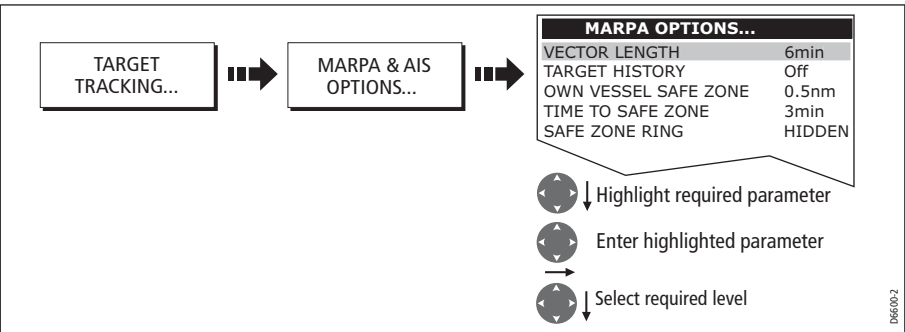 TARGET
TRACKING...
MARPA & AIS
OPTIONS...
MARPA OPTIONS...
VECTOR LENGTH 6min
TARGET HISTORY Off
OWN VESSEL SAFE ZONE 0.5nm
TIME TO SAFE ZONE 3min
SAFE ZONE RING HIDDEN
Highlight required parameter
Enter highlighted parameter
Select required level
D6600-2